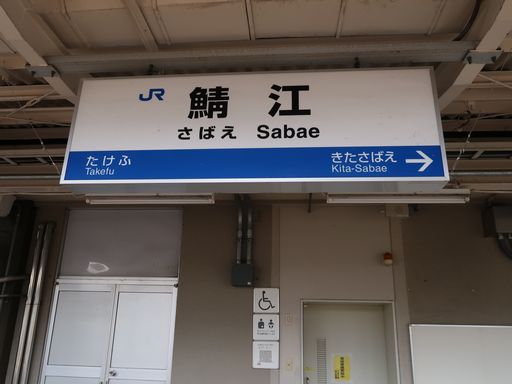 JR 鯖江
さばえ Sabae
たけふ きたさばえ →
Takefu Kita-Sabae